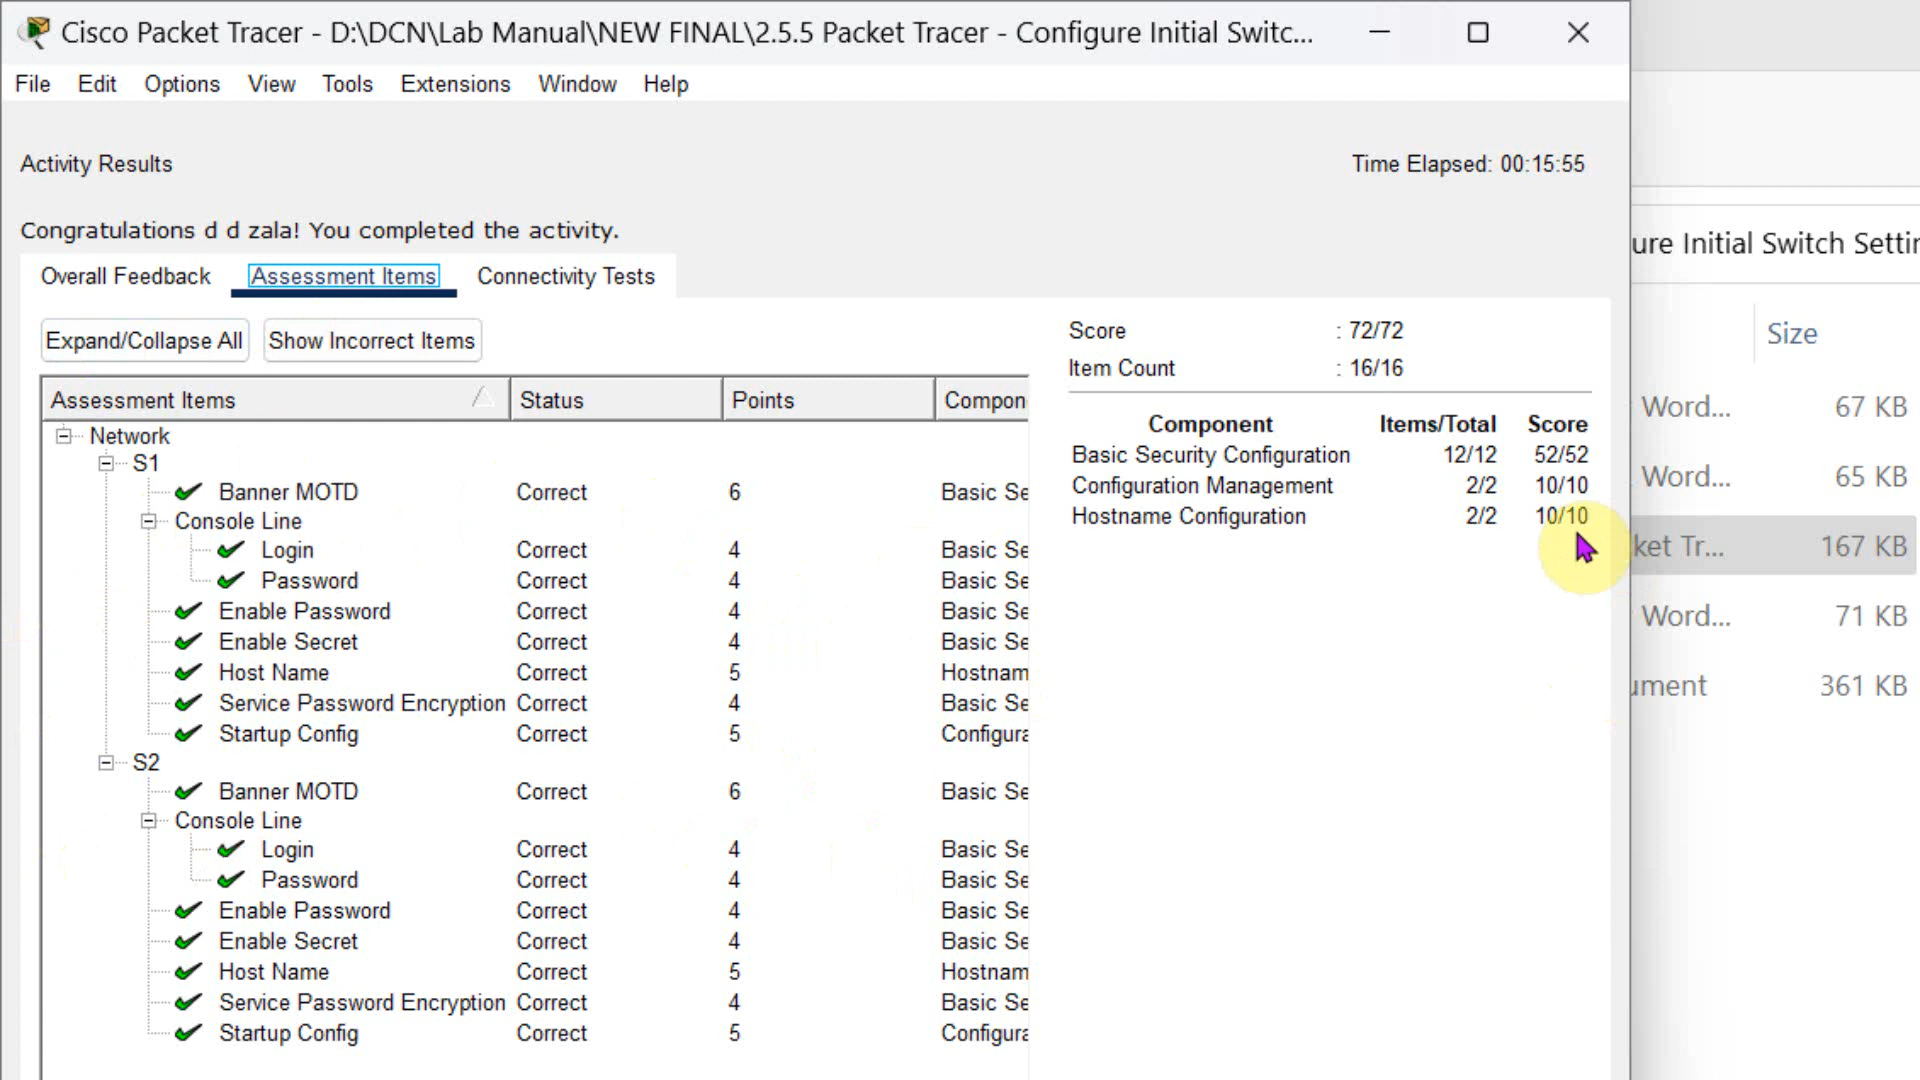 Cisco Packet Tracer - D:\DCN\Lab Manual\NEW FINAL\2.5.5 Packet Tracer - Configure Initial Switc...
File Edit Options View Tools Extensions Window Help
Activity Results
Time Elapsed: 00:15:55
Congratulations d d zala! You completed the activity.
Overall Feedback Assessment Items Connectivity Tests
Expand/Collapse All Show Incorrect Items
Assessment Items Status Points Compon
Network
S1
Banner MOTD Correct 6 Basic Se
Console Line
Login Correct 4 Basic Se
Password Correct 4 Basic Se
Enable Password Correct 4 Basic Se
Enable Secret Correct 4 Basic Se
Host Name Correct 5 Hostnam
Service Password Encryption Correct 4 Basic Se
Startup Config Correct 5 Configura
S2
Banner MOTD Correct 6 Basic Se
Console Line
Login Correct 4 Basic Se
Password Correct 4 Basic Se
Enable Password Correct 4 Basic Se
Enable Secret Correct 4 Basic Se
Host Name Correct 5 Hostnam
Service Password Encryption Correct 4 Basic Se
Startup Config Correct 5 Configura
Score : 72/72
Item Count : 16/16
Component Items/Total Score
Basic Security Configuration 12/12 52/52
Configuration Management 2/2 10/10
Hostname Configuration 2/2 10/10
ure Initial Switch Settin
Size
Word... 67 KB
Word... 65 KB
ket Tr... 167 KB
Word... 71 KB
ument 361 KB